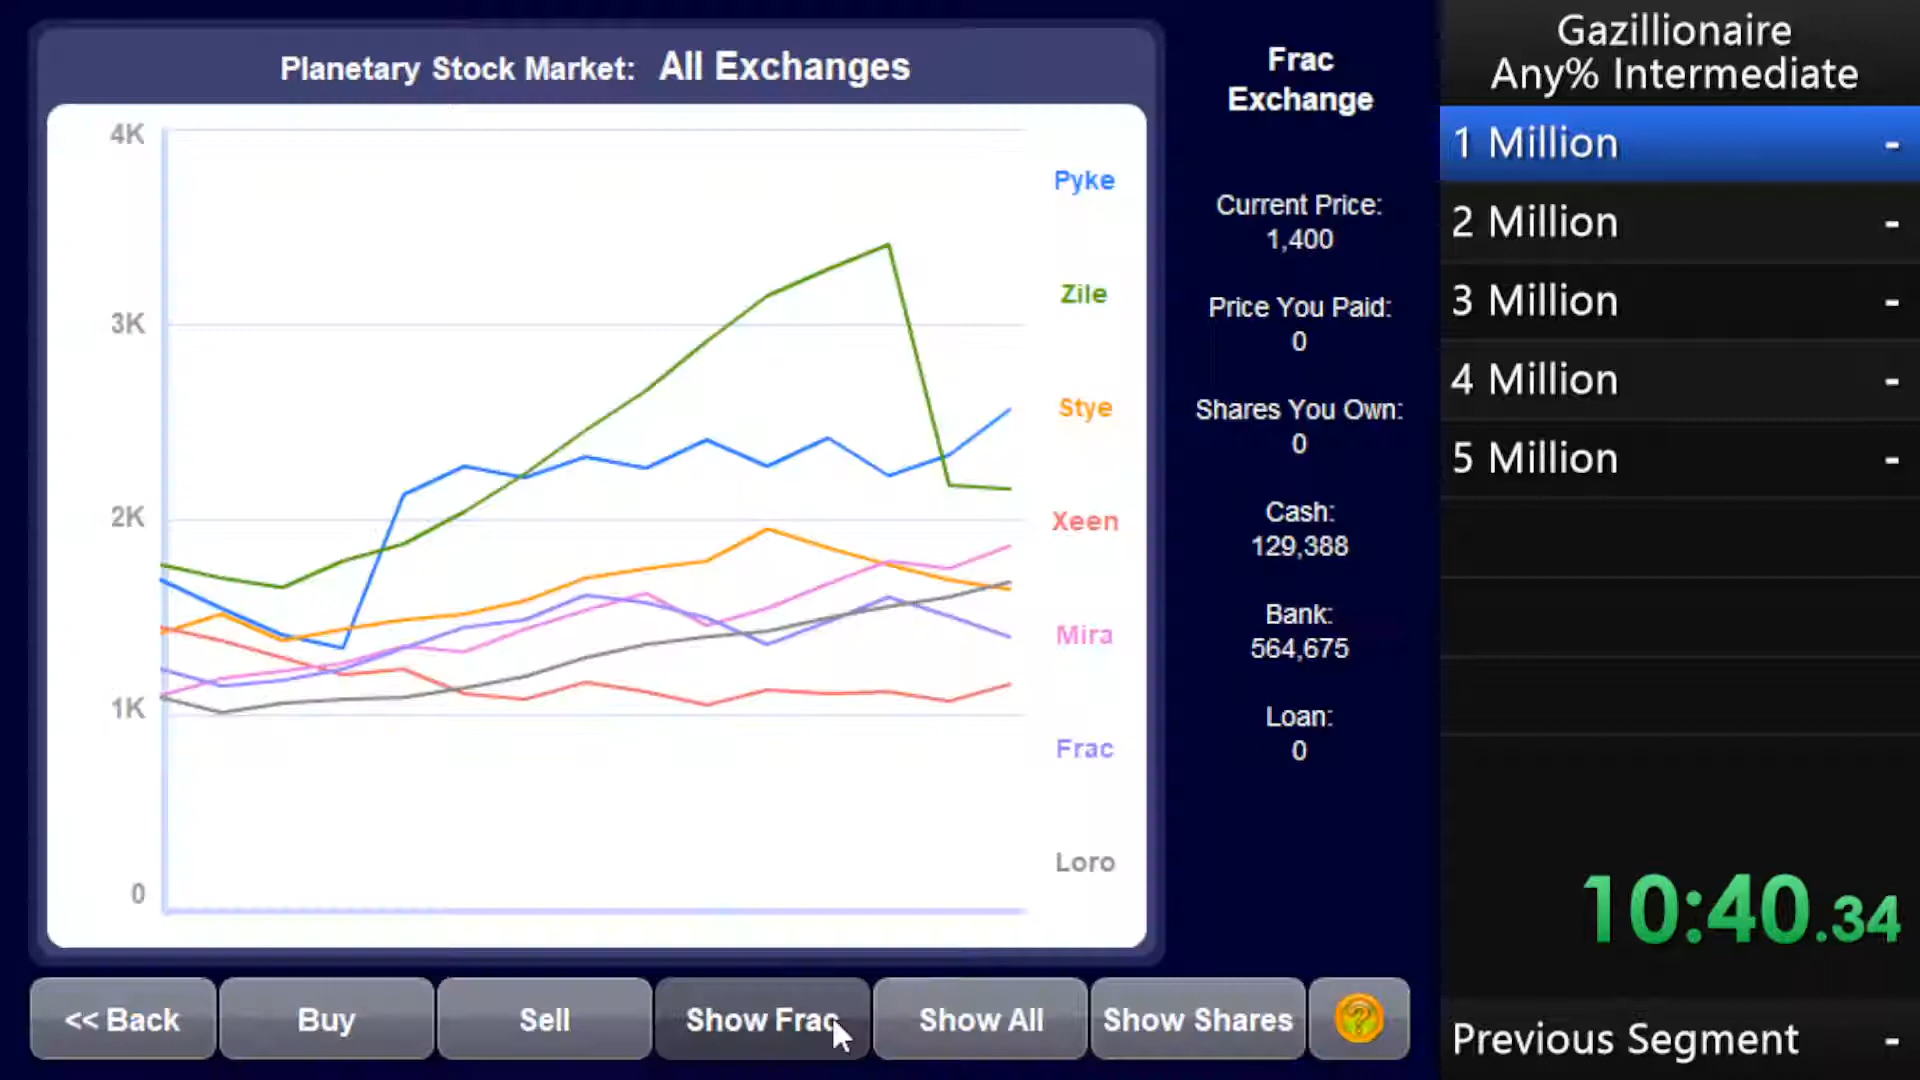 Planetary Stock Market: All Exchanges
4K
3K
2K
1K
0
Pyke
Zile
Stye
Xeen
Mira
Frac
Loro
Frac
Exchange
Current Price:
1,400
Price You Paid:
0
Shares You Own:
0
Cash:
129,388
Bank:
564,675
Loan:
0
<< Back
Buy
Sell
Show Frac
Show All
Show Shares
?
Gazillionaire
Any% Intermediate
1 Million -
2 Million -
3 Million -
4 Million -
5 Million -
10:40.34
Previous Segment -